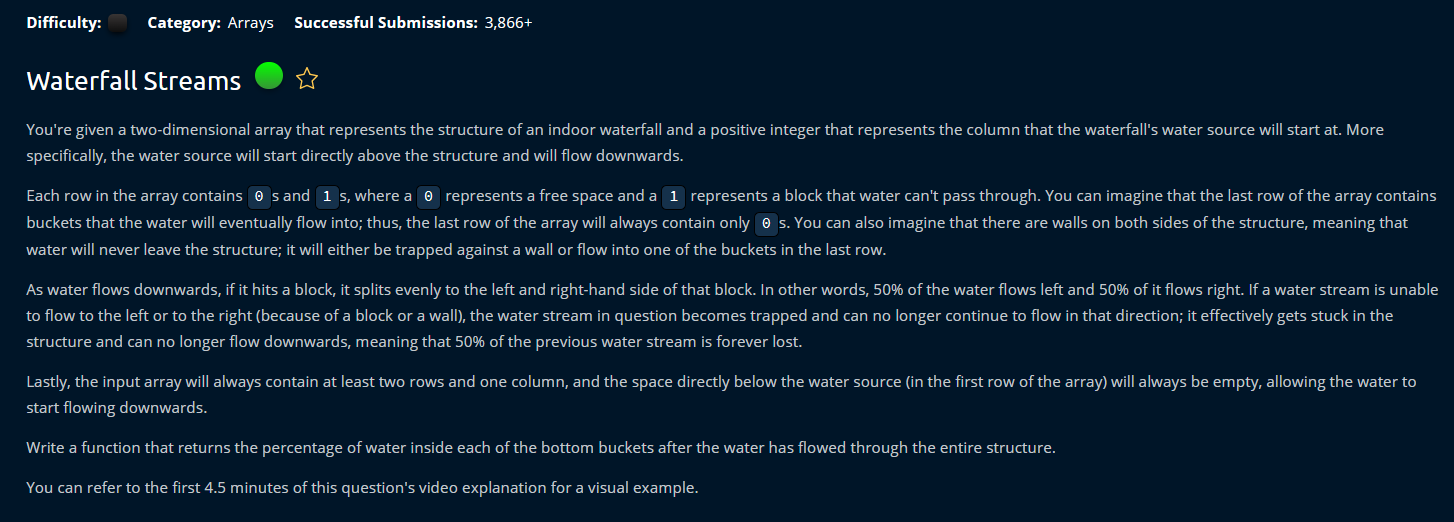 Difficulty: Category: Arrays Successful Submissions: 3,866+
Waterfall Streams
You're given a two-dimensional array that represents the structure of an indoor waterfall and a positive integer that represents the column that the waterfall's water source will start at. More
specifically, the water source will start directly above the structure and will flow downwards.
Each row in the array contains 0 s and 1 s, where a 0 represents a free space and a 1 represents a block that water can't pass through. You can imagine that the last row of the array contains
buckets that the water will eventually flow into; thus, the last row of the array will always contain only 0 s. You can also imagine that there are walls on both sides of the structure, meaning that
water will never leave the structure; it will either be trapped against a wall or flow into one of the buckets in the last row.
As water flows downwards, if it hits a block, it splits evenly to the left and right-hand side of that block. In other words, 50% of the water flows left and 50% of it flows right. If a water stream is unable
to flow to the left or to the right (because of a block or a wall), the water stream in question becomes trapped and can no longer continue to flow in that direction; it effectively gets stuck in the
structure and can no longer flow downwards, meaning that 50% of the previous water stream is forever lost.
Lastly, the input array will always contain at least two rows and one column, and the space directly below the water source (in the first row of the array) will always be empty, allowing the water to
start flowing downwards.
Write a function that returns the percentage of water inside each of the bottom buckets after the water has flowed through the entire structure.
You can refer to the first 4.5 minutes of this question's video explanation for a visual example.